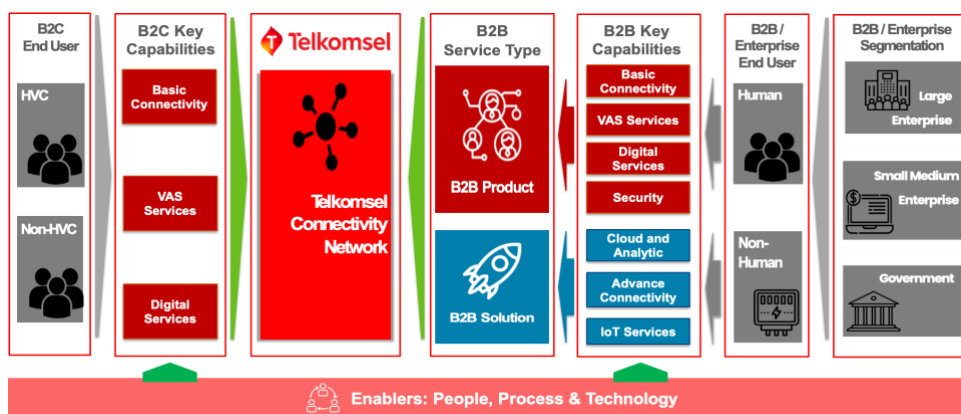 B2C
End User
HVC
Non-HVC
B2C Key
Capabilities
Basic
Connectivity
VAS
Services
Digital
Services
T
Telkomsel
Telkomsel
Connectivity
Network
B2B
Service Type
B2B Product
B2B Solution
B2B Key
Capabilities
Basic
Connectivity
VAS Services
Digital
Services
Security
Cloud and
Analytic
Advance
Connectivity
IoT Services
B2B /
Enterprise
End User
Human
Non-
Human
B2B / Enterprise
Segmentation
Large
Enterprise
Small Medium
$
Enterprise
Government
Enablers: People, Process & Technology